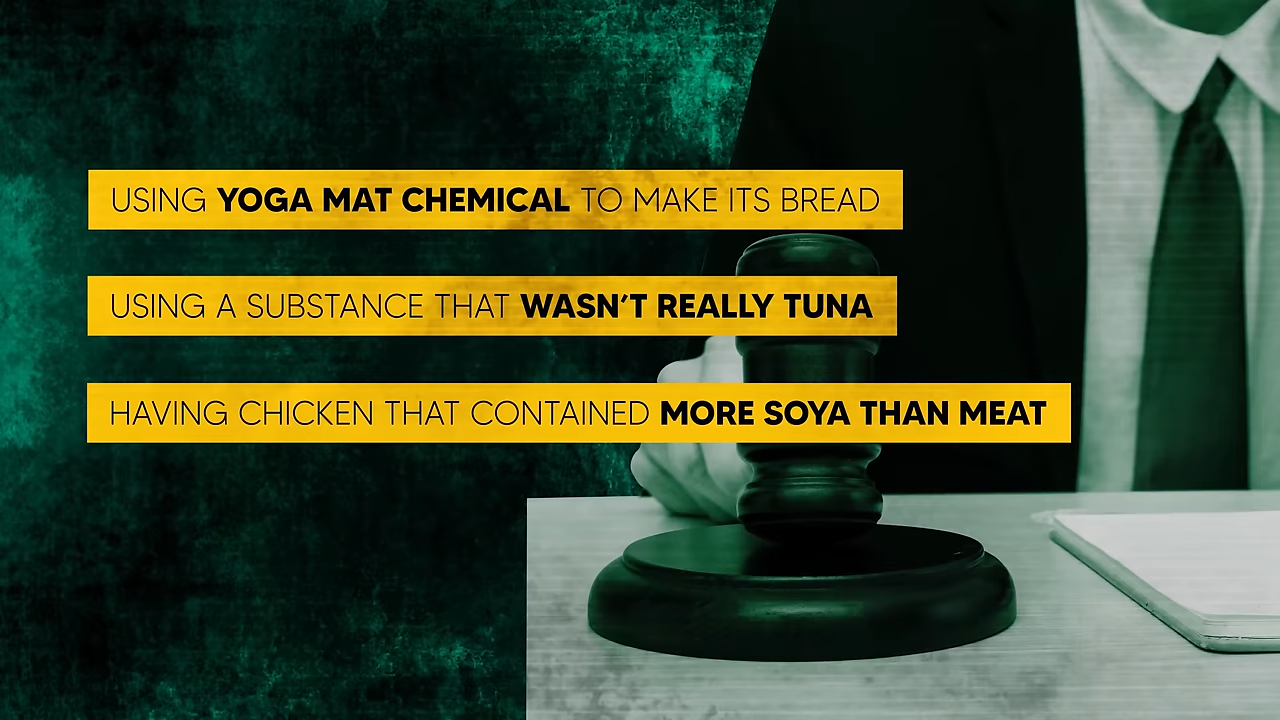 USING YOGA MAT CHEMICAL TO MAKE ITS BREAD
USING A SUBSTANCE THAT WASN'T REALLY TUNA
HAVING CHICKEN THAT CONTAINED MORE SOYA THAN MEAT